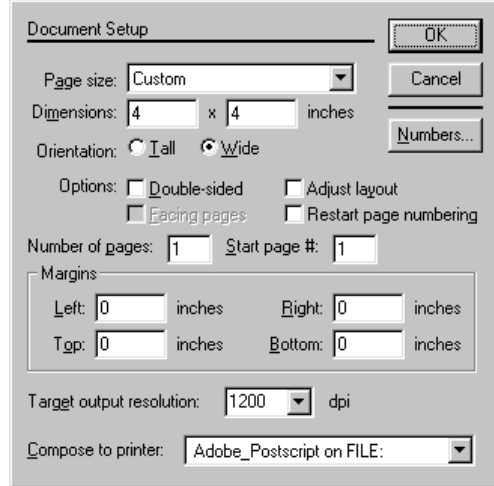 Document Setup
OK
Page size: Custom
Cancel
Dimensions: 4 x 4 inches
Numbers...
Orientation: Tall Wide
Options: Double-sided Adjust layout
Facing pages Restart page numbering
Number of pages: 1 Start page #: 1
Margins
Left: 0 inches Right: 0 inches
Top: 0 inches Bottom: 0 inches
Target output resolution: 1200 dpi
Compose to printer: Adobe_Postscript on FILE: